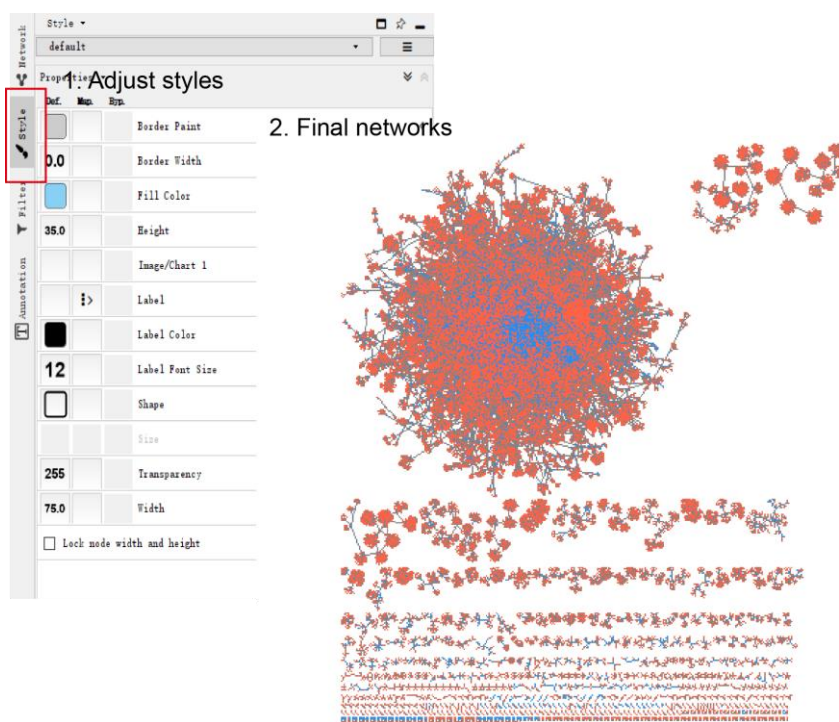 Style
default
Properties
1. Adjust styles
Def. Map. Byp.
Border Paint
0.0 Border Width
Fill Color
35.0 Height
Image/Chart 1
Label
Label Color
12 Label Font Size
Shape
Size
255 Transparency
75.0 Width
Lock node width and height
Network
Style
Filter
Annotation
T
2. Final networks